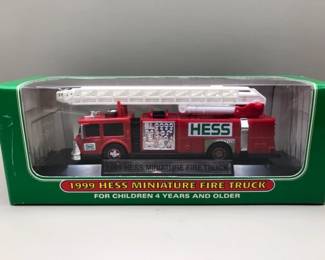 HESS
1999 HESS MINIATURE FIRE TRUCK
1999 HESS MINIATURE FIRE TRUCK
FOR CHILDREN 4 YEARS AND OLDER